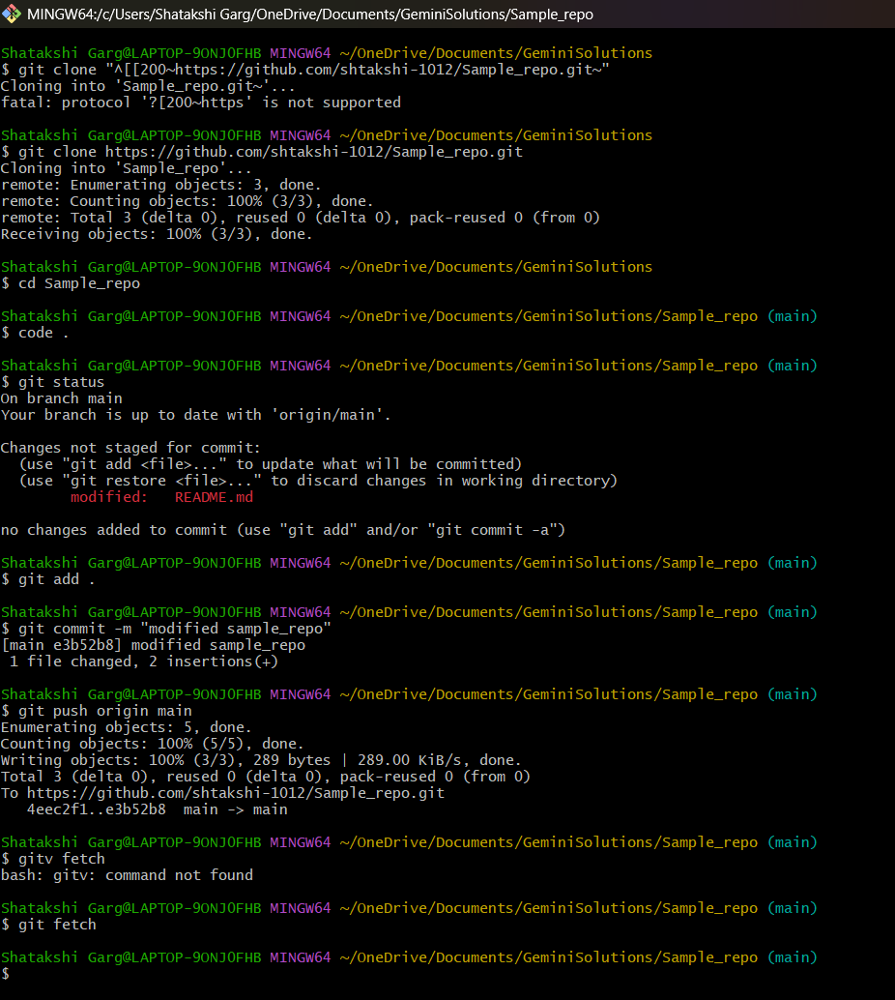 MINGW64:/c/Users/Shatakshi Garg/OneDrive/Documents/GeminiSolutions/Sample_repo
Shatakshi Garg@LAPTOP-9ONJ0FHB MINGW64 ~/OneDrive/Documents/GeminiSolutions
$ git clone "^[[200~https://github.com/shtakshi-1012/Sample_repo.git~"
Cloning into 'Sample_repo.git~'...
fatal: protocol '?[200~https' is not supported
Shatakshi Garg@LAPTOP-9ONJ0FHB MINGW64 ~/OneDrive/Documents/GeminiSolutions
$ git clone https://github.com/shtakshi-1012/Sample_repo.git
Cloning into 'Sample_repo'...
remote: Enumerating objects: 3, done.
remote: Counting objects: 100% (3/3), done.
remote: Total 3 (delta 0), reused 0 (delta 0), pack-reused 0 (from 0)
Receiving objects: 100% (3/3), done.
Shatakshi Garg@LAPTOP-9ONJ0FHB MINGW64 ~/OneDrive/Documents/GeminiSolutions
$ cd Sample_repo
Shatakshi Garg@LAPTOP-9ONJ0FHB MINGW64 ~/OneDrive/Documents/GeminiSolutions/Sample_repo (main)
$ code .
Shatakshi Garg@LAPTOP-9ONJ0FHB MINGW64 ~/OneDrive/Documents/GeminiSolutions/Sample_repo (main)
$ git status
On branch main
Your branch is up to date with 'origin/main'.
Changes not staged for commit:
  (use "git add <file>..." to update what will be committed)
  (use "git restore <file>..." to discard changes in working directory)
        modified:   README.md
no changes added to commit (use "git add" and/or "git commit -a")
Shatakshi Garg@LAPTOP-9ONJ0FHB MINGW64 ~/OneDrive/Documents/GeminiSolutions/Sample_repo (main)
$ git add .
Shatakshi Garg@LAPTOP-9ONJ0FHB MINGW64 ~/OneDrive/Documents/GeminiSolutions/Sample_repo (main)
$ git commit -m "modified sample_repo"
[main e3b52b8] modified sample_repo
 1 file changed, 2 insertions(+)
Shatakshi Garg@LAPTOP-9ONJ0FHB MINGW64 ~/OneDrive/Documents/GeminiSolutions/Sample_repo (main)
$ git push origin main
Enumerating objects: 5, done.
Counting objects: 100% (5/5), done.
Writing objects: 100% (3/3), 289 bytes | 289.00 KiB/s, done.
Total 3 (delta 0), reused 0 (delta 0), pack-reused 0 (from 0)
To https://github.com/shtakshi-1012/Sample_repo.git
   4eec2f1..e3b52b8  main -> main
Shatakshi Garg@LAPTOP-9ONJ0FHB MINGW64 ~/OneDrive/Documents/GeminiSolutions/Sample_repo (main)
$ gitv fetch
bash: gitv: command not found
Shatakshi Garg@LAPTOP-9ONJ0FHB MINGW64 ~/OneDrive/Documents/GeminiSolutions/Sample_repo (main)
$ git fetch
Shatakshi Garg@LAPTOP-9ONJ0FHB MINGW64 ~/OneDrive/Documents/GeminiSolutions/Sample_repo (main)
$